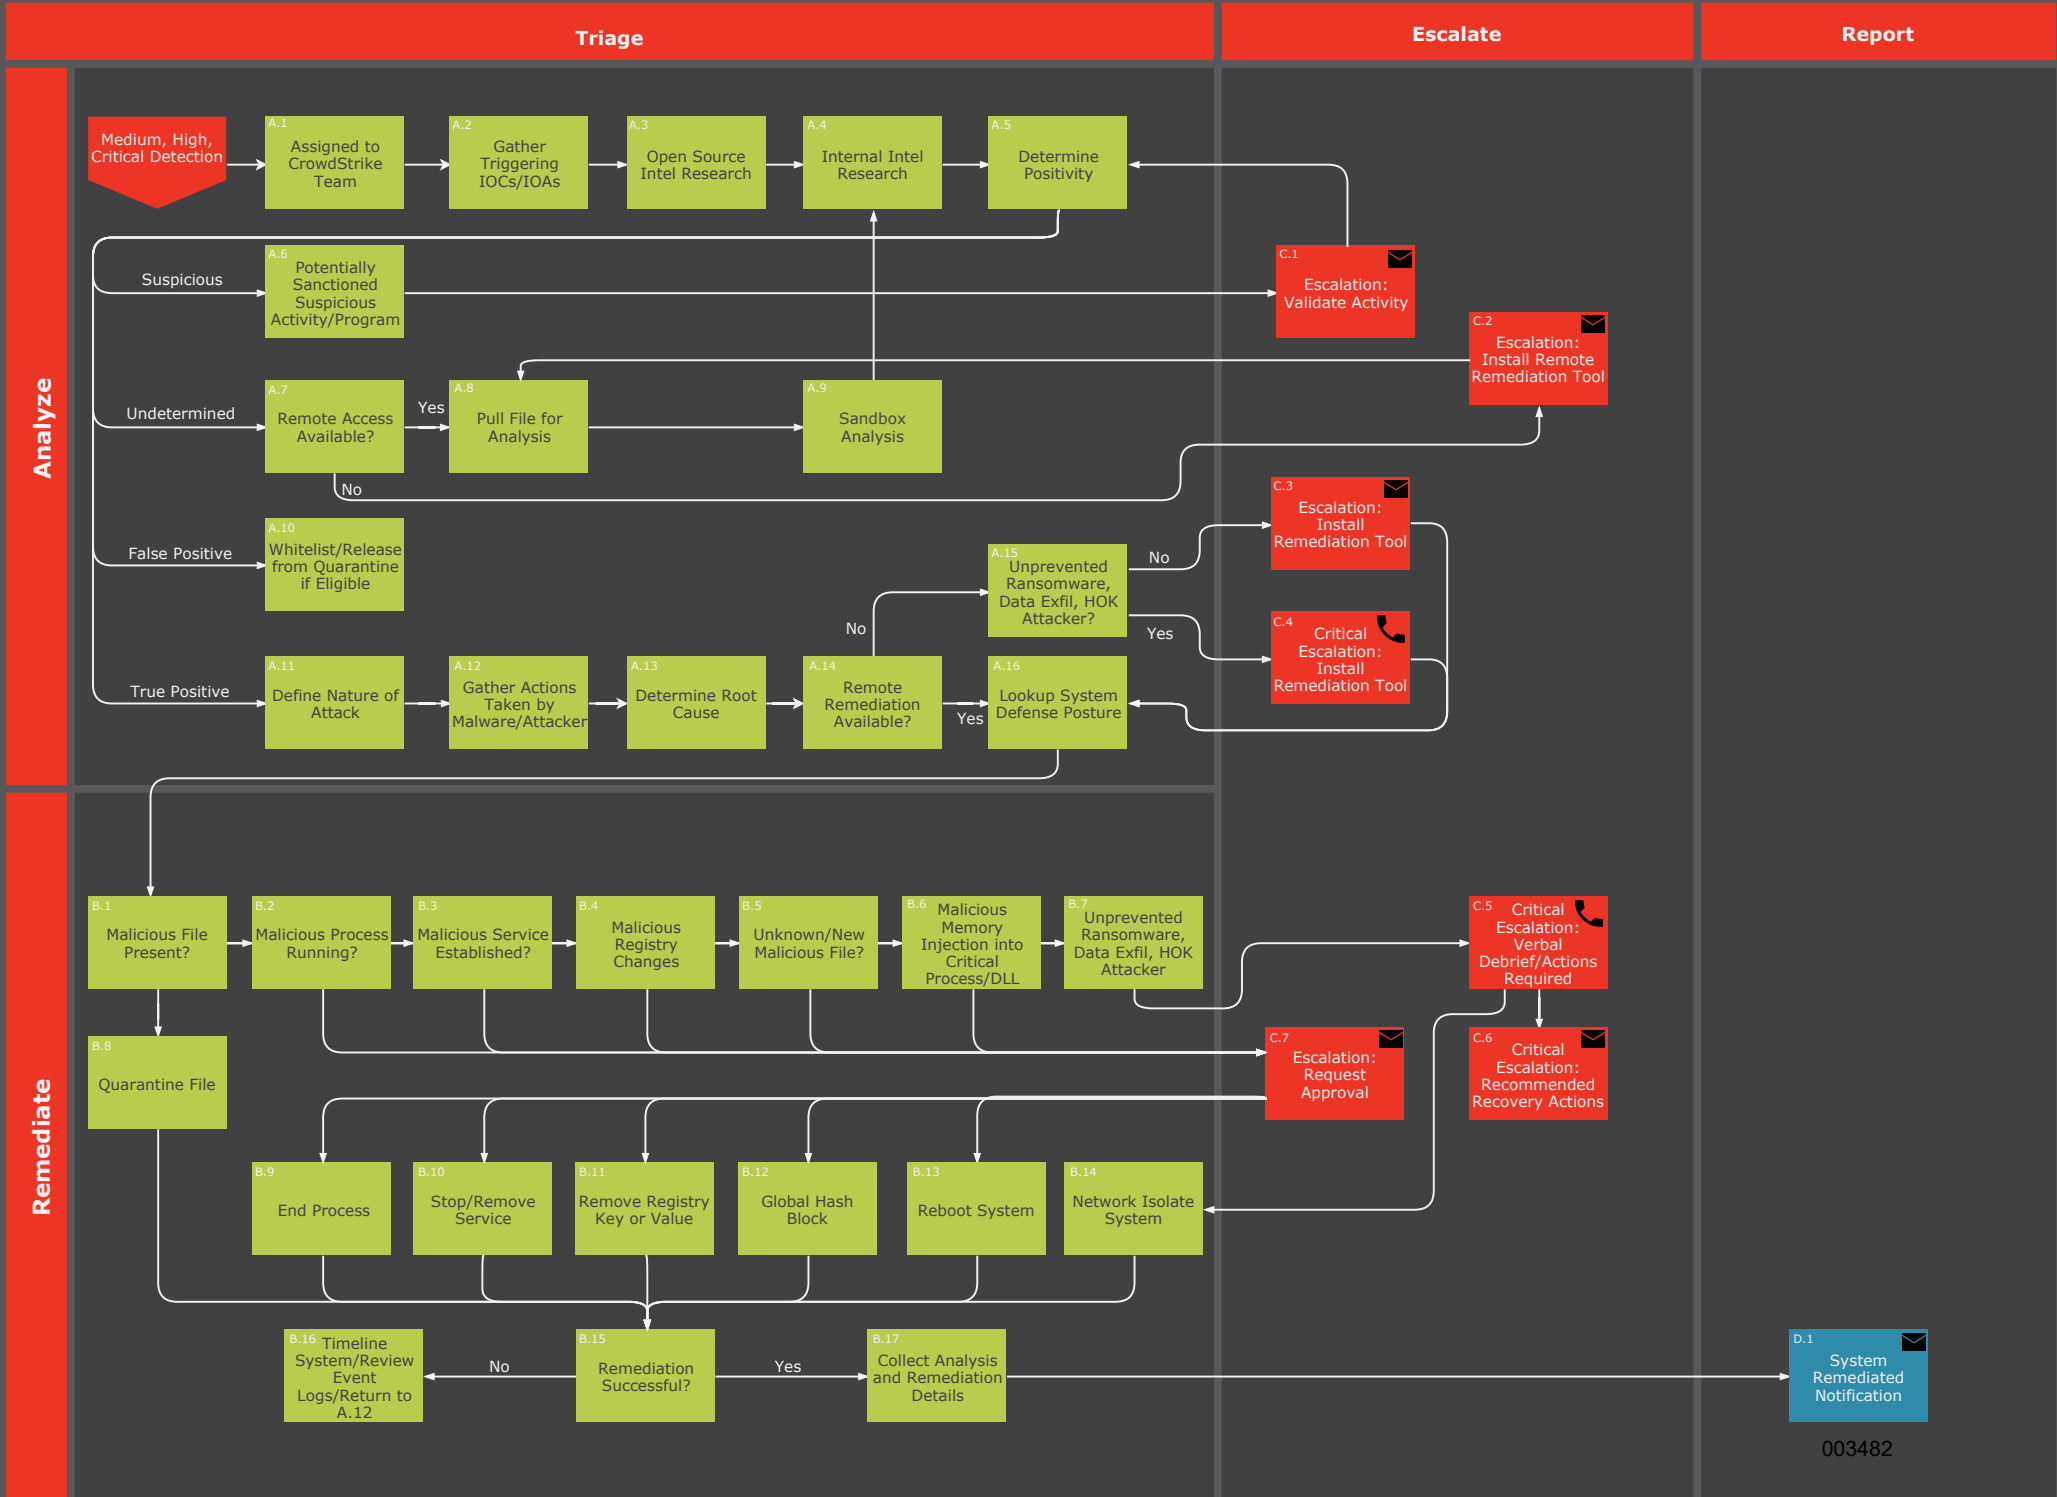 Triage
Escalate
Report
Analyze
Medium, High,
Critical Detection
A.1
Assigned to
CrowdStrike
Team
A.2
Gather
Triggering
IOCs/IOAs
A.3
Open Source
Intel Research
A.4
Internal Intel
Research
A.5
Determine
Positivity
Suspicious
A.6
Potentially
Sanctioned
Suspicious
Activity/Program
C.1
Escalation:
Validate Activity
C.2
Escalation:
Install Remote
Remediation Tool
Undetermined
A.7
Remote Access
Available?
Yes
No
A.8
Pull File for
Analysis
A.9
Sandbox
Analysis
False Positive
A.10
Whitelist/Release
from Quarantine
if Eligible
A.15
Unprevented
Ransomware,
Data Exfil, HOK
Attacker?
No
Yes
C.3
Escalation:
Install
Remediation Tool
C.4
Critical
Escalation:
Install
Remediation Tool
True Positive
A.11
Define Nature of
Attack
A.12
Gather Actions
Taken by
Malware/Attacker
A.13
Determine Root
Cause
A.14
Remote
Remediation
Available?
No
Yes
A.16
Lookup System
Defense Posture
Remediate
B.1
Malicious File
Present?
B.2
Malicious Process
Running?
B.3
Malicious Service
Established?
B.4
Malicious
Registry
Changes
B.5
Unknown/New
Malicious File?
B.6
Malicious
Memory
Injection into
Critical
Process/DLL
B.7
Unprevented
Ransomware,
Data Exfil, HOK
Attacker
C.5
Critical
Escalation:
Verbal
Debrief/Actions
Required
B.8
Quarantine File
C.7
Escalation:
Request
Approval
C.6
Critical
Escalation:
Recommended
Recovery Actions
B.9
End Process
B.10
Stop/Remove
Service
B.11
Remove Registry
Key or Value
B.12
Global Hash
Block
B.13
Reboot System
B.14
Network Isolate
System
B.16
Timeline
System/Review
Event
Logs/Return to
A.12
No
B.15
Remediation
Successful?
Yes
B.17
Collect Analysis
and Remediation
Details
D.1
System
Remediated
Notification
003482